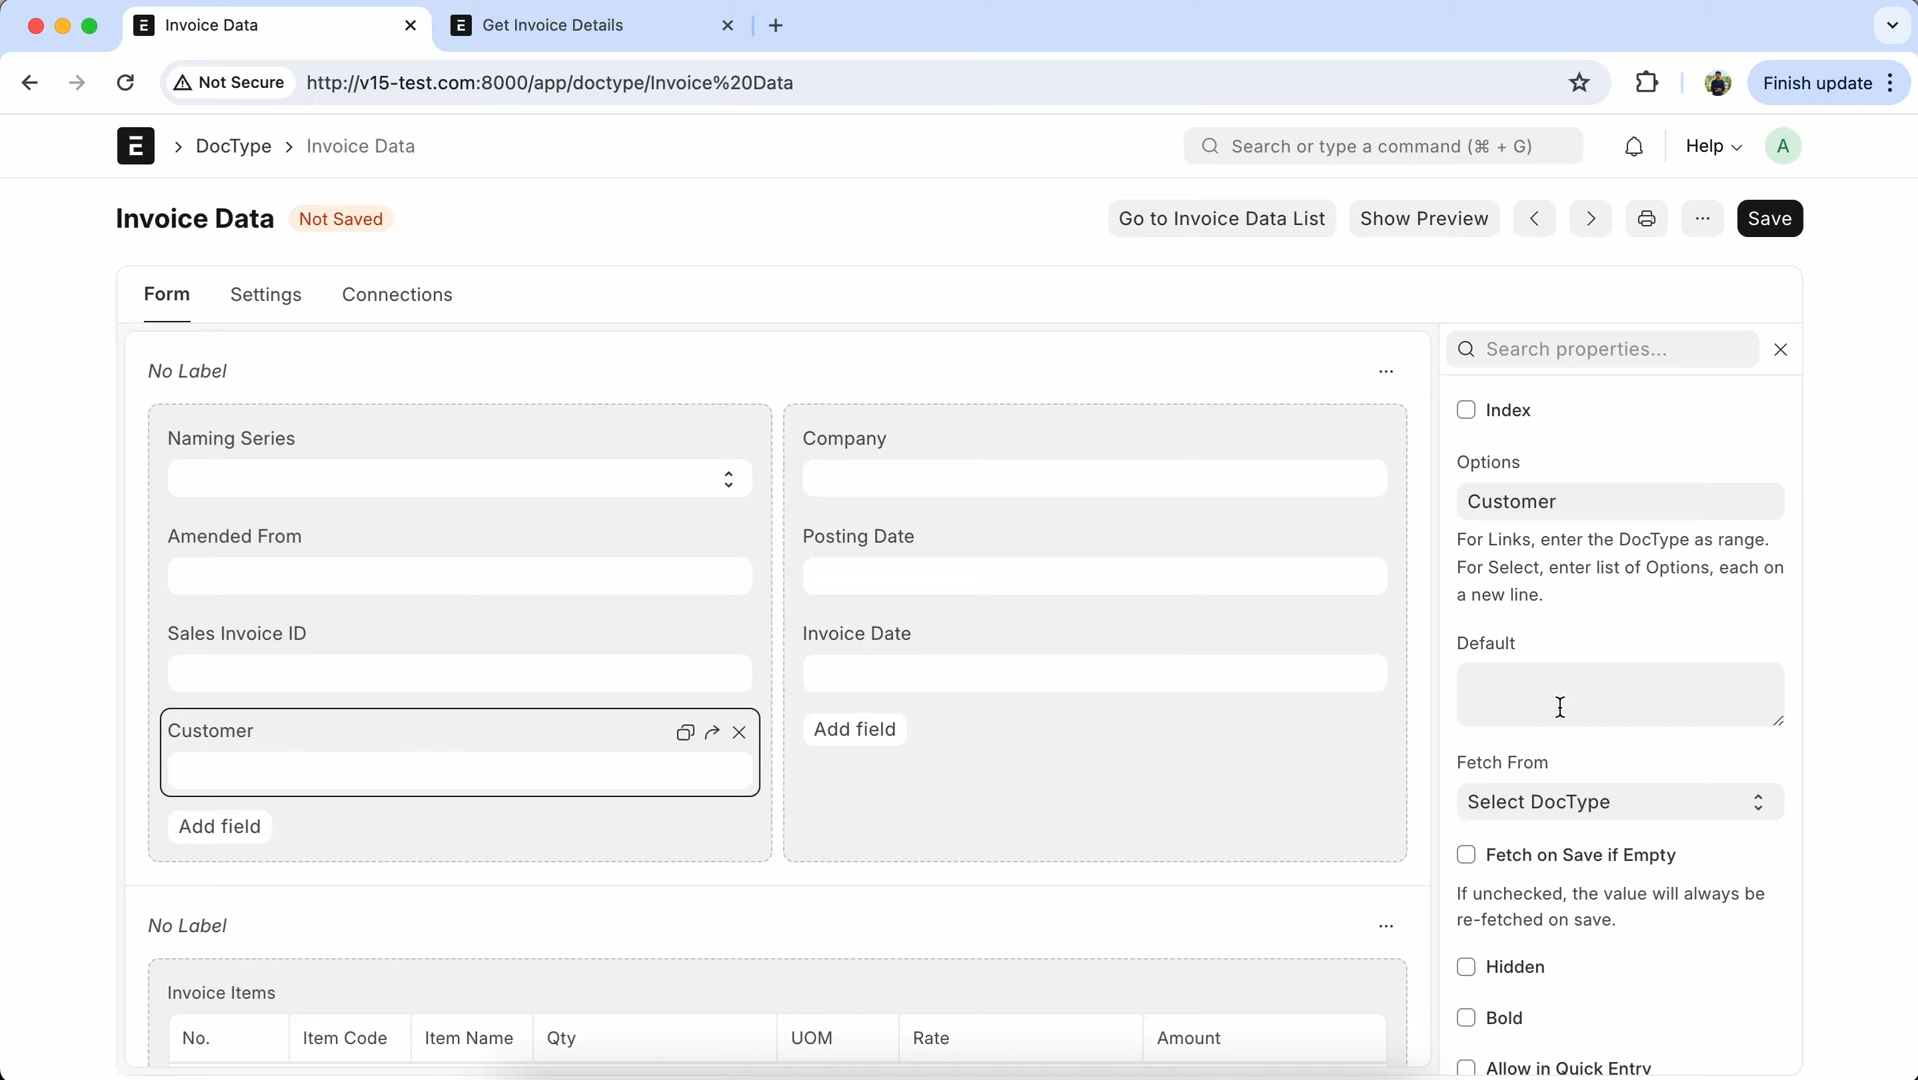 Invoice Data
Get Invoice Details
Not Secure
http://v15-test.com:8000/app/doctype/Invoice%20Data
Finish update
DocType
Invoice Data
Search or type a command (⌘ + G)
Help
A
Invoice Data
Not Saved
Go to Invoice Data List
Show Preview
Save
Form
Settings
Connections
Search properties...
No Label
Naming Series
Amended From
Sales Invoice ID
Customer
Add field
Company
Posting Date
Invoice Date
Add field
No Label
Invoice Items
No.
Item Code
Item Name
Qty
UOM
Rate
Amount
Index
Options
Customer
For Links, enter the DocType as range.
For Select, enter list of Options, each on
a new line.
Default
Fetch From
Select DocType
Fetch on Save if Empty
If unchecked, the value will always be
re-fetched on save.
Hidden
Bold
Allow in Quick Entry